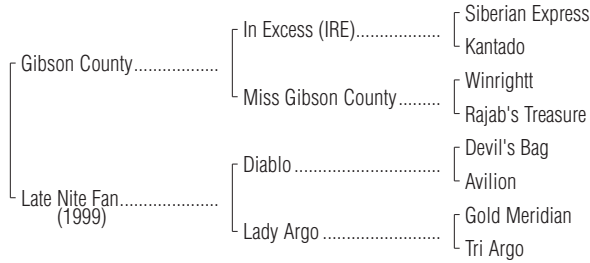 Siberian Express
In Excess (IRE)..................
Kantado
Gibson County..................
Winrightt
Miss Gibson County.........
Rajab's Treasure
Devil's Bag
Diablo ...............................
Avilion
Late Nite Fan.....................
(1999)
Gold Meridian
Lady Argo .........................
Tri Argo